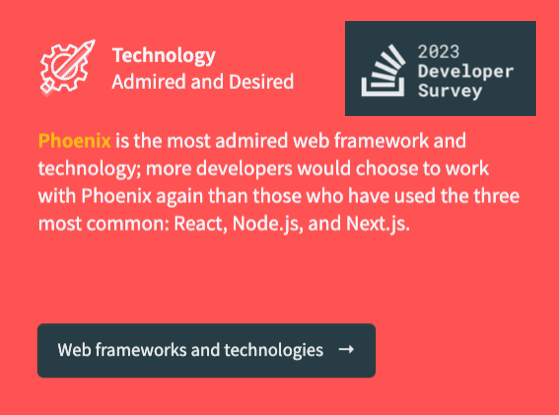 Technology
Admired and Desired
2023
Developer
Survey
Phoenix is the most admired web framework and
technology; more developers would choose to work
with Phoenix again than those who have used the three
most common: React, Node.js, and Next.js.
Web frameworks and technologies →